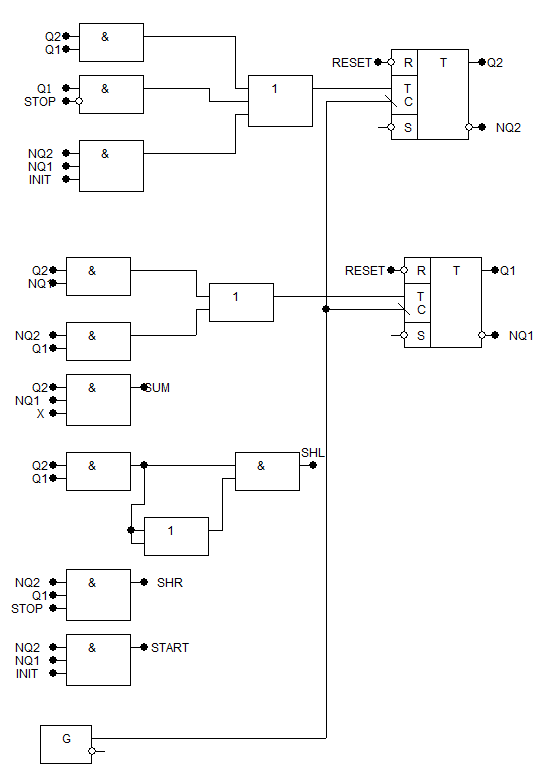 Q2 & RESET R T Q2
Q1
Q1 & 1 T
STOP C
S NQ2
NQ2 &
NQ1
INIT
Q2 & RESET R T Q1
NQ1
1 T
C
NQ2 & S NQ1
Q1
Q2 & SUM
NQ1
X
SHL
Q2 & &
Q1
1
NQ2 & SHR
Q1
STOP
NQ2 & START
NQ1
INIT
G